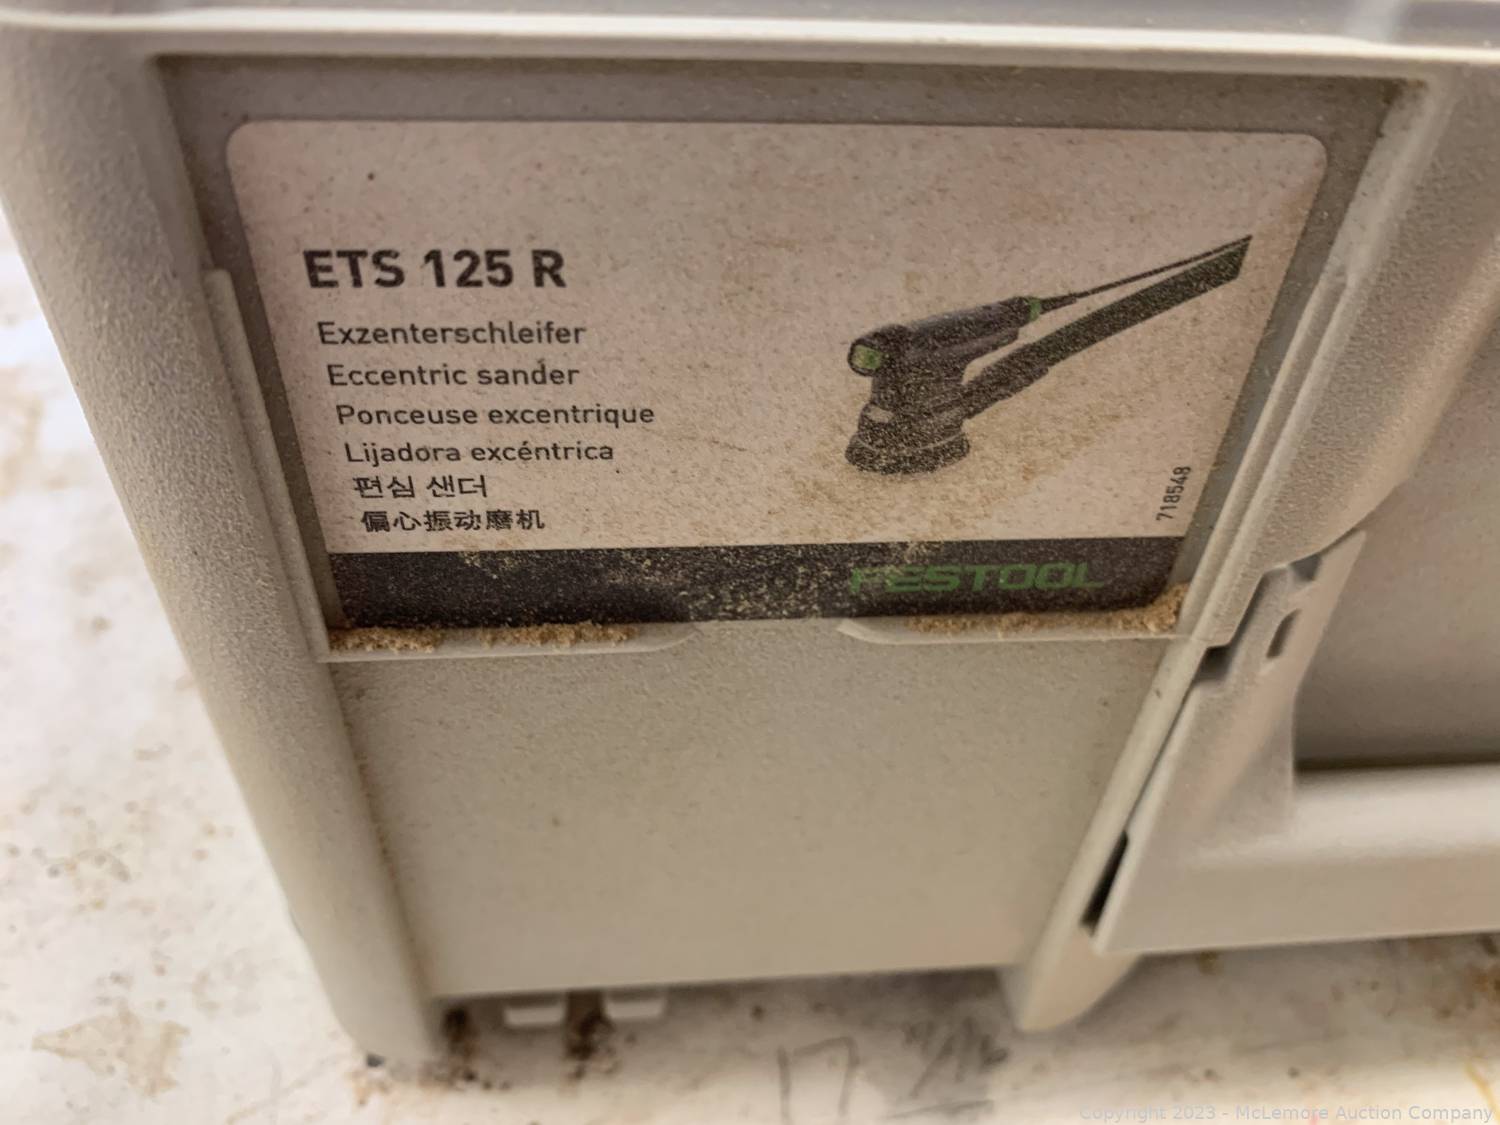 ETS 125 R
Exzenterschleifer
Eccentric sander
Ponceuse excentrique
Lijadora excéntrica
편심 샌더
偏心振动磨机
718548
FESTOOL
Copyright 2023 - McLemore Auction Company